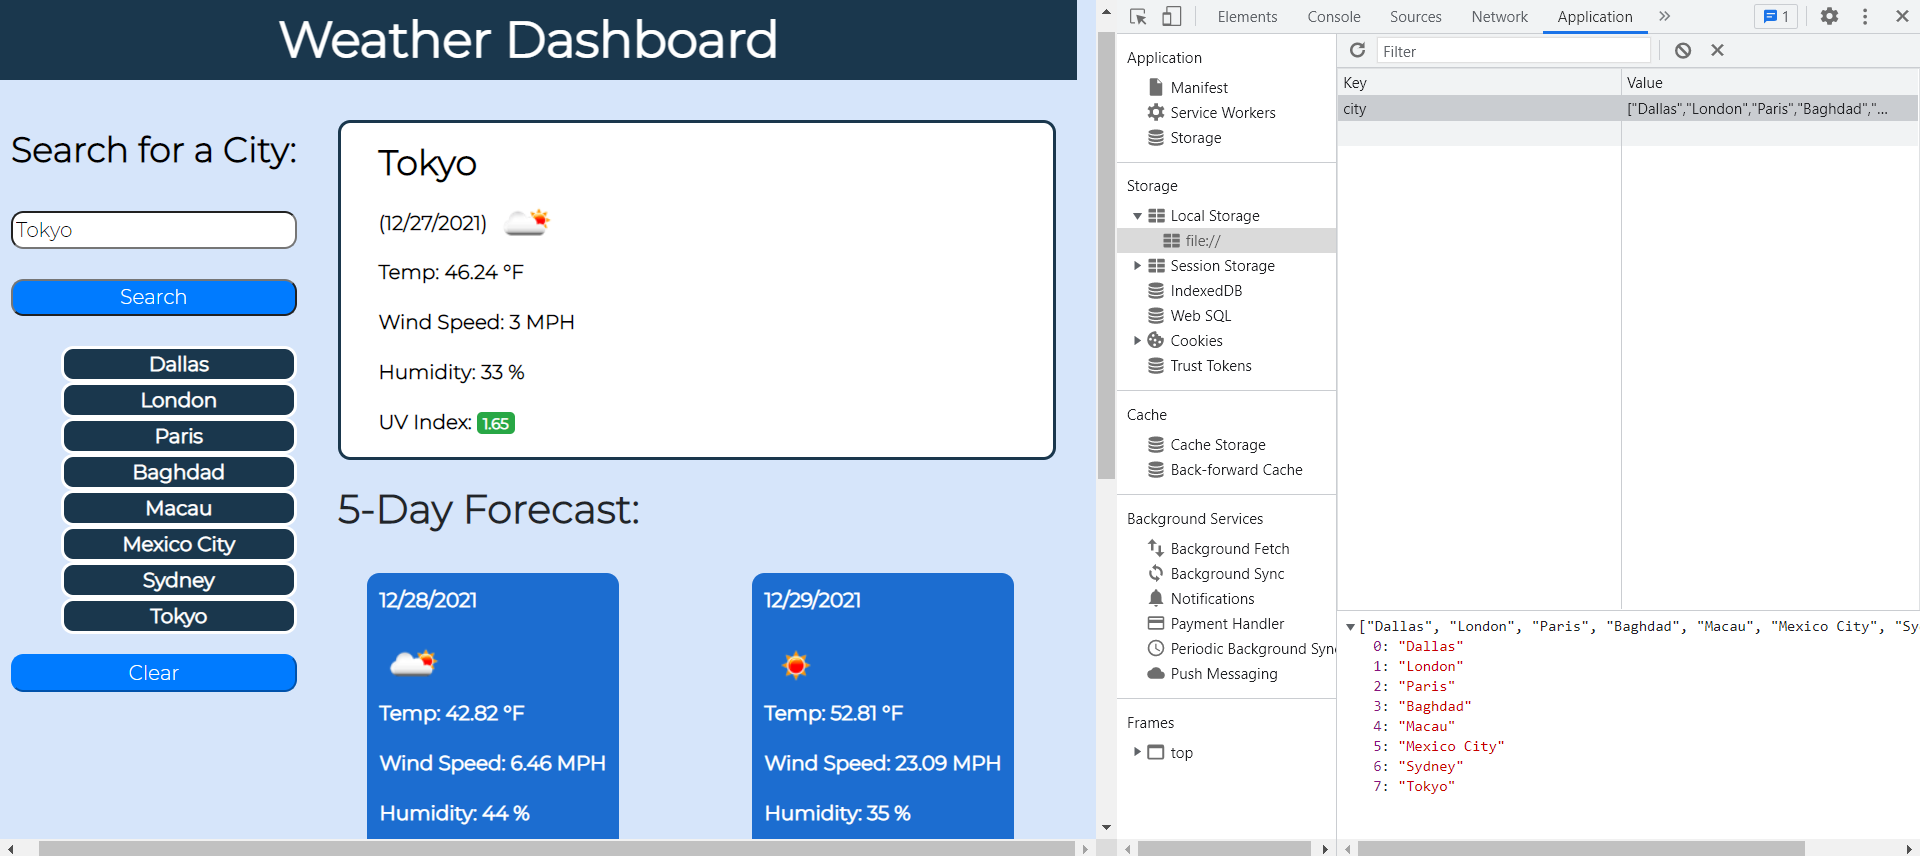 Weather Dashboard
Search for a City:
Tokyo
Search
Dallas
London
Paris
Baghdad
Macau
Mexico City
Sydney
Tokyo
Clear
Tokyo
(12/27/2021)
Temp: 46.24 °F
Wind Speed: 3 MPH
Humidity: 33 %
UV Index: 1.65
5-Day Forecast:
12/28/2021
Temp: 42.82 °F
Wind Speed: 6.46 MPH
Humidity: 44 %
12/29/2021
Temp: 52.81 °F
Wind Speed: 23.09 MPH
Humidity: 35 %
Elements Console Sources Network Application 1
Application
Manifest
Service Workers
Storage
Storage
Local Storage
file://
Session Storage
IndexedDB
Web SQL
Cookies
Trust Tokens
Cache
Cache Storage
Back-forward Cache
Background Services
Background Fetch
Background Sync
Notifications
Payment Handler
Periodic Background Sync
Push Messaging
Frames
top
Filter
Key Value
city ["Dallas","London","Paris","Baghdad","...
["Dallas", "London", "Paris", "Baghdad", "Macau", "Mexico City", "Sy
0: "Dallas"
1: "London"
2: "Paris"
3: "Baghdad"
4: "Macau"
5: "Mexico City"
6: "Sydney"
7: "Tokyo"